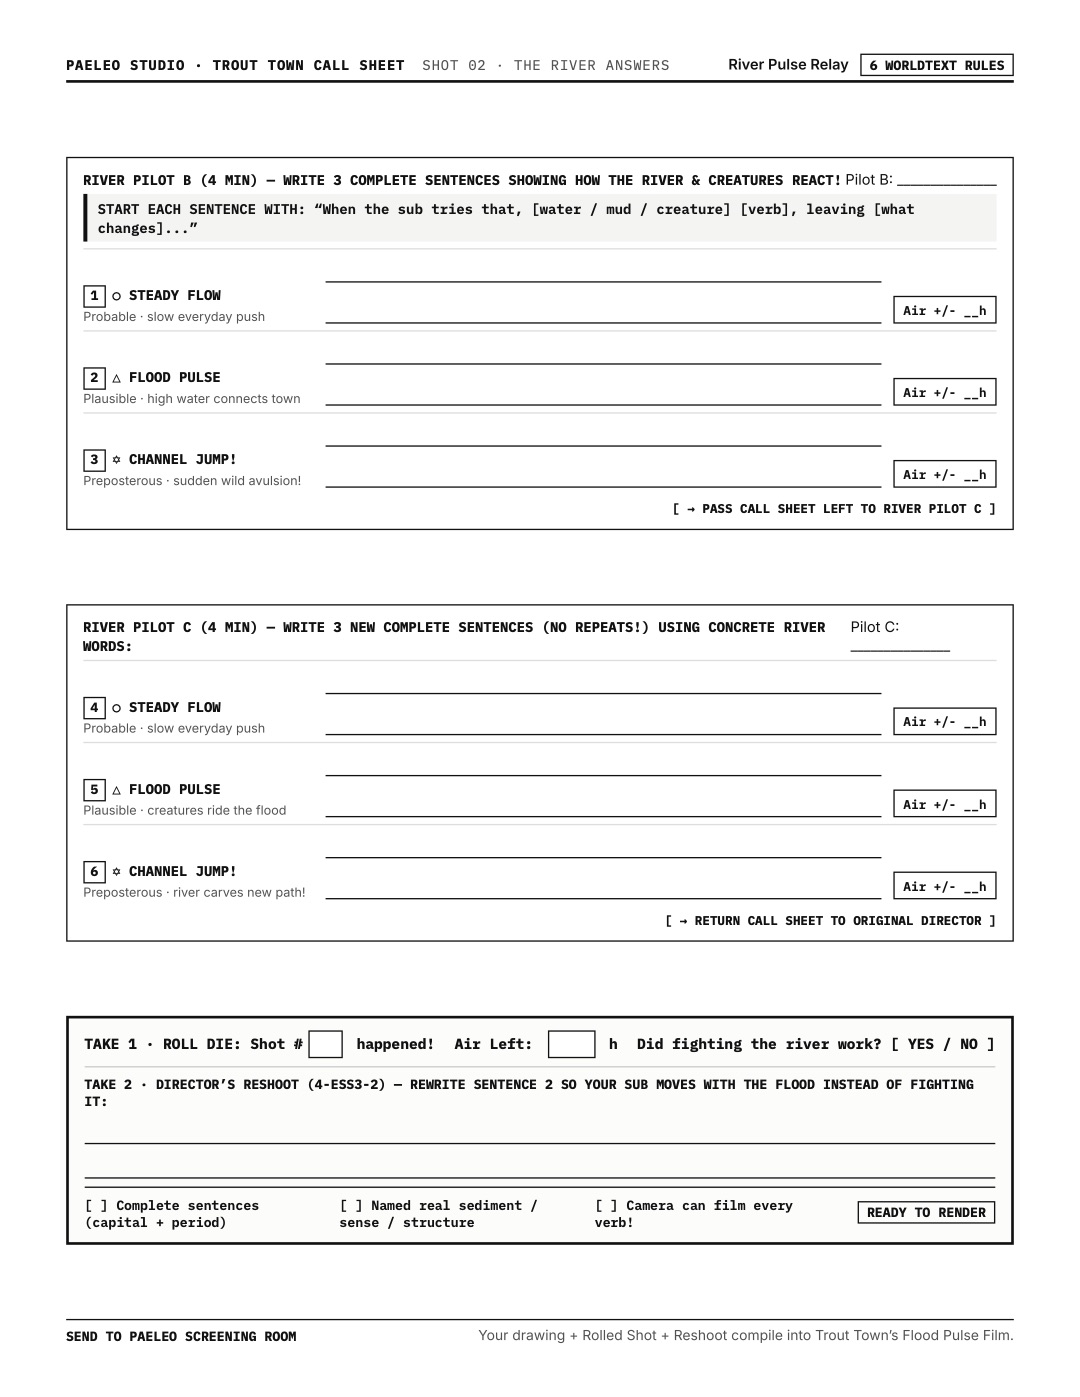 PAELEO STUDIO · TROUT TOWN CALL SHEET SHOT 02 · THE RIVER ANSWERS River Pulse Relay 6 WORLDTEXT RULES
RIVER PILOT B (4 MIN) — WRITE 3 COMPLETE SENTENCES SHOWING HOW THE RIVER & CREATURES REACT! Pilot B: ____________
START EACH SENTENCE WITH: “When the sub tries that, [water / mud / creature] [verb], leaving [what
changes]...”
1 ○ STEADY FLOW
Probable · slow everyday push
Air +/- __h
2 △ FLOOD PULSE
Plausible · high water connects town
Air +/- __h
3 ✡ CHANNEL JUMP!
Preposterous · sudden wild avulsion!
Air +/- __h
[ → PASS CALL SHEET LEFT TO RIVER PILOT C ]
RIVER PILOT C (4 MIN) — WRITE 3 NEW COMPLETE SENTENCES (NO REPEATS!) USING CONCRETE RIVER
WORDS:
Pilot C:
____________
4 ○ STEADY FLOW
Probable · slow everyday push
Air +/- __h
5 △ FLOOD PULSE
Plausible · creatures ride the flood
Air +/- __h
6 ✡ CHANNEL JUMP!
Preposterous · river carves new path!
Air +/- __h
[ → RETURN CALL SHEET TO ORIGINAL DIRECTOR ]
TAKE 1 · ROLL DIE: Shot # happened! Air Left: h Did fighting the river work? [ YES / NO ]
TAKE 2 · DIRECTOR’S RESHOOT (4-ESS3-2) — REWRITE SENTENCE 2 SO YOUR SUB MOVES WITH THE FLOOD INSTEAD OF FIGHTING
IT:
[ ] Complete sentences
(capital + period)
[ ] Named real sediment /
sense / structure
[ ] Camera can film every
verb!
READY TO RENDER
SEND TO PAELEO SCREENING ROOM
Your drawing + Rolled Shot + Reshoot compile into Trout Town’s Flood Pulse Film.